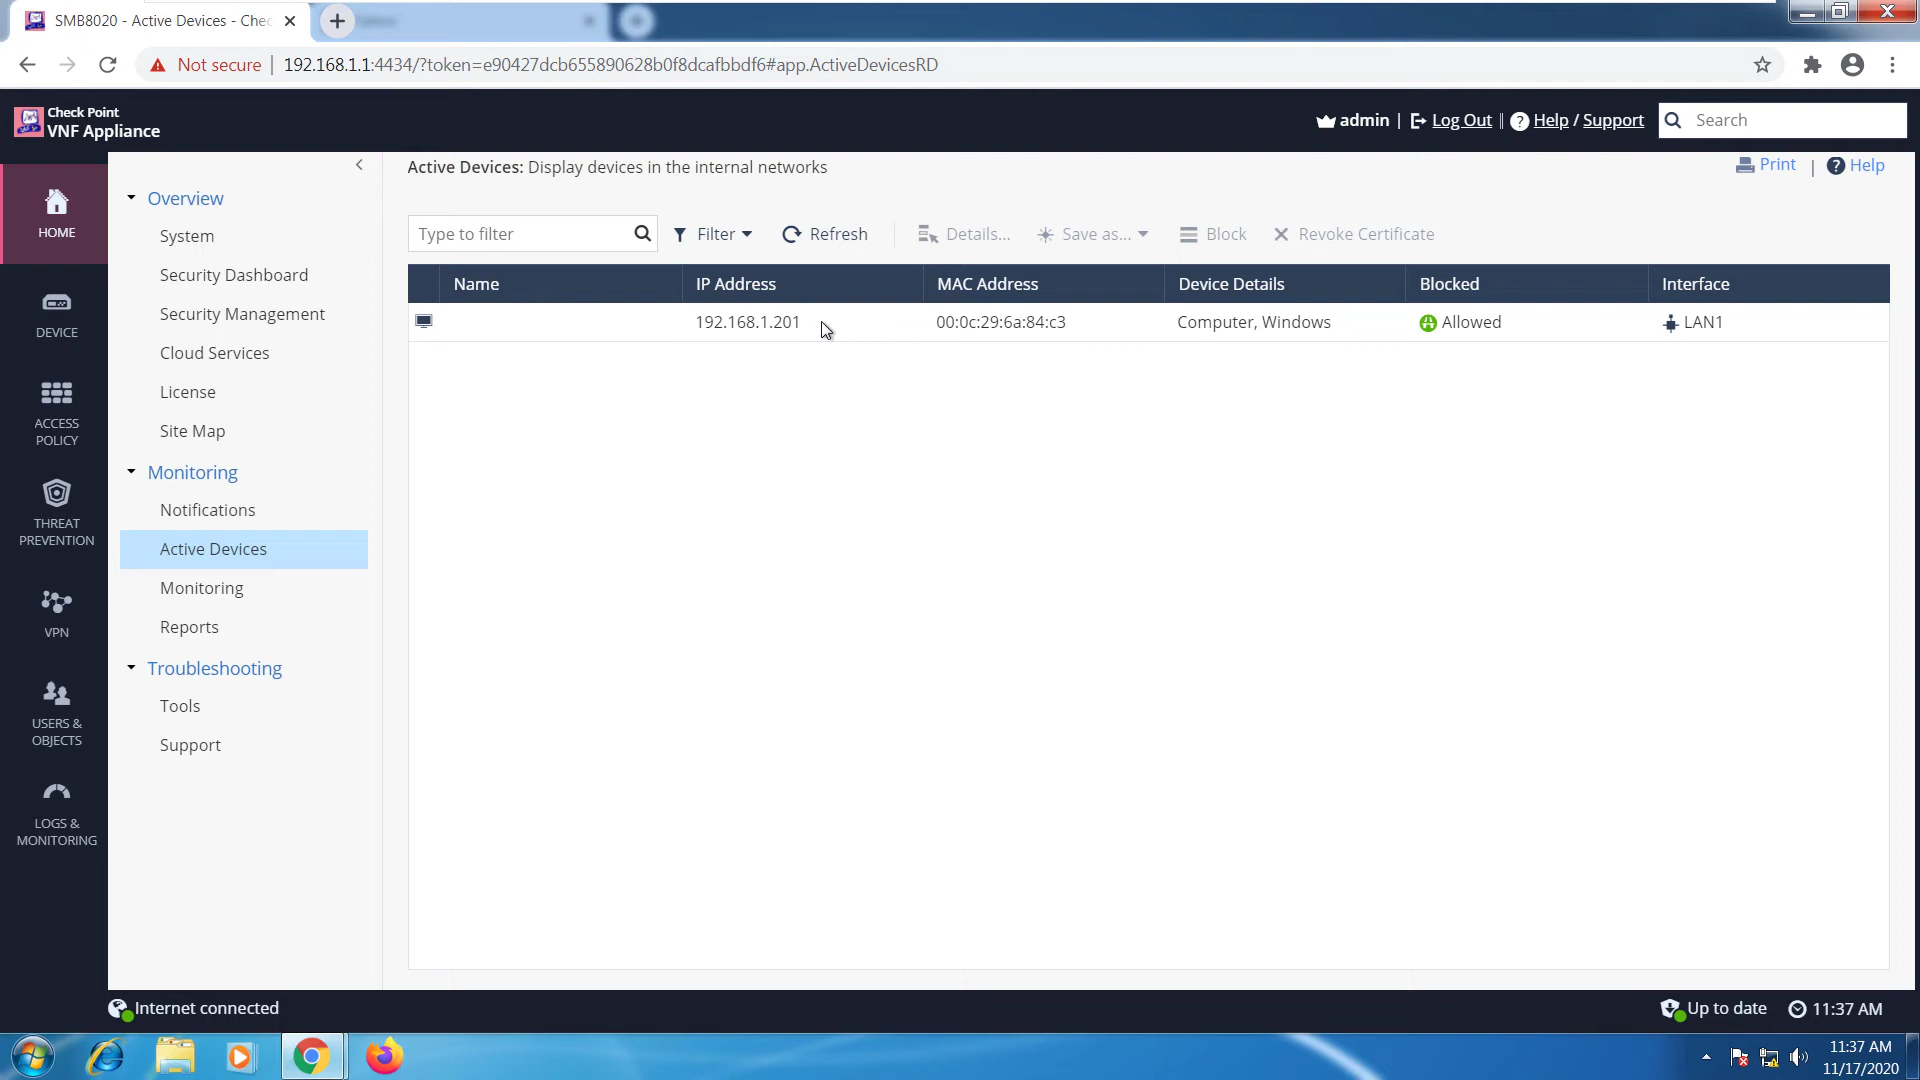 SMB8020 - Active Devices - Chec
Not secure
192.168.1.1:4434/?token=e90427dcb655890628b0f8dcafbbdf6#app.ActiveDevicesRD
Check Point
VNF Appliance
admin | Log Out | Help / Support
Search
HOME
DEVICE
ACCESS
POLICY
THREAT
PREVENTION
VPN
USERS &
OBJECTS
LOGS &
MONITORING
Overview
System
Security Dashboard
Security Management
Cloud Services
License
Site Map
Monitoring
Notifications
Active Devices
Monitoring
Reports
Troubleshooting
Tools
Support
Active Devices: Display devices in the internal networks
Print | Help
Type to filter
Filter
Refresh
Details...
Save as...
Block
Revoke Certificate
Name IP Address MAC Address Device Details Blocked Interface
192.168.1.201 00:0c:29:6a:84:c3 Computer, Windows Allowed LAN1
Internet connected
Up to date
11:37 AM
11:37 AM
11/17/2020